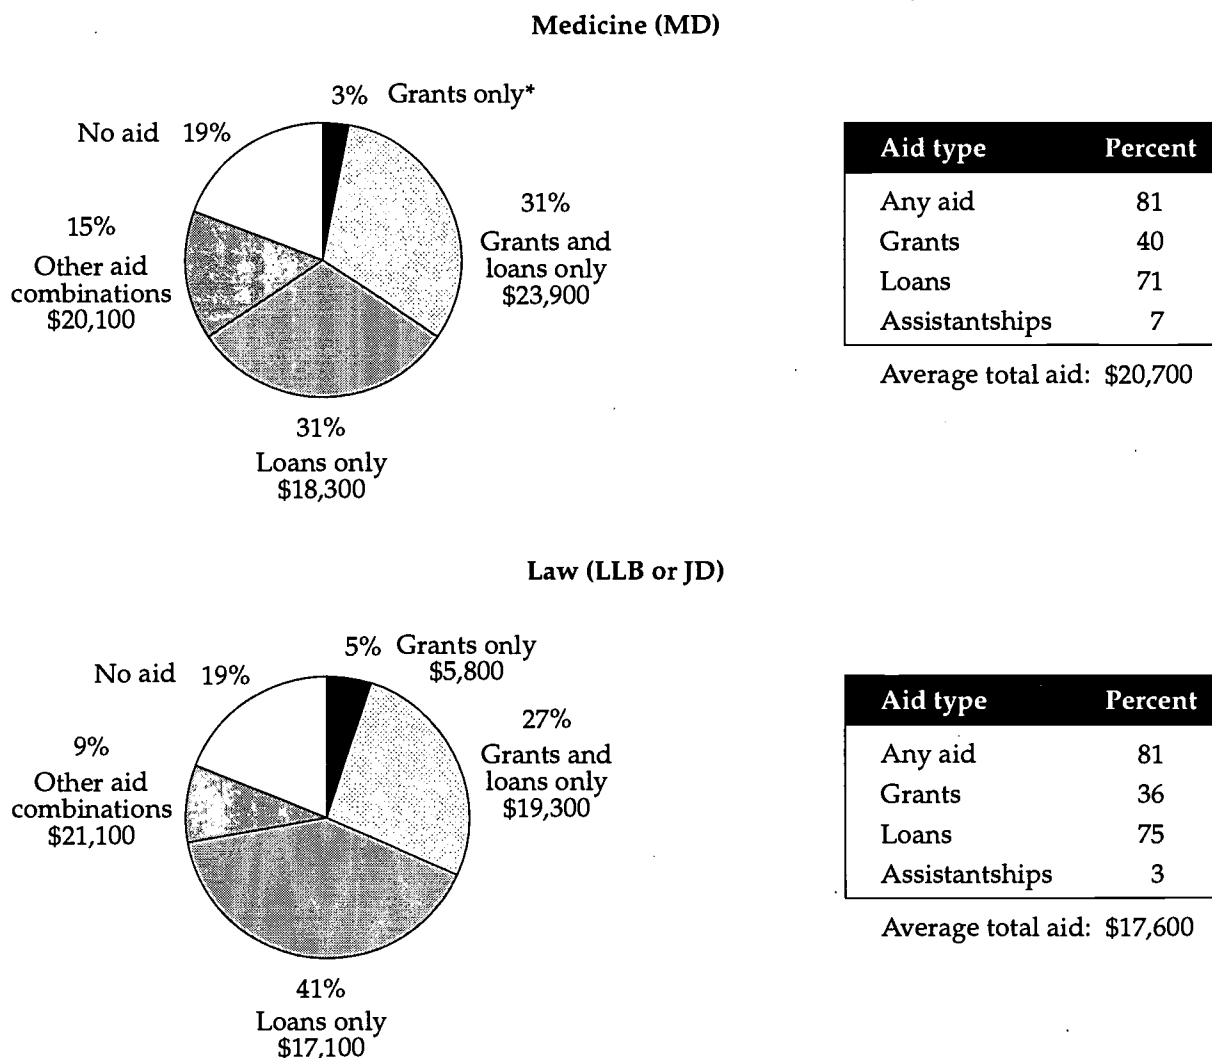 Medicine (MD)
3% Grants only*
No aid 19%
31%
Grants and
loans only
$23,900
15%
Other aid
combinations
$20,100
31%
Loans only
$18,300
Aid type Percent
Any aid 81
Grants 40
Loans 71
Assistantships 7
Average total aid: $20,700
Law (LLB or JD)
5% Grants only
$5,800
No aid 19%
27%
Grants and
loans only
$19,300
9%
Other aid
combinations
$21,100
41%
Loans only
$17,100
Aid type Percent
Any aid 81
Grants 36
Loans 75
Assistantships 3
Average total aid: $17,600